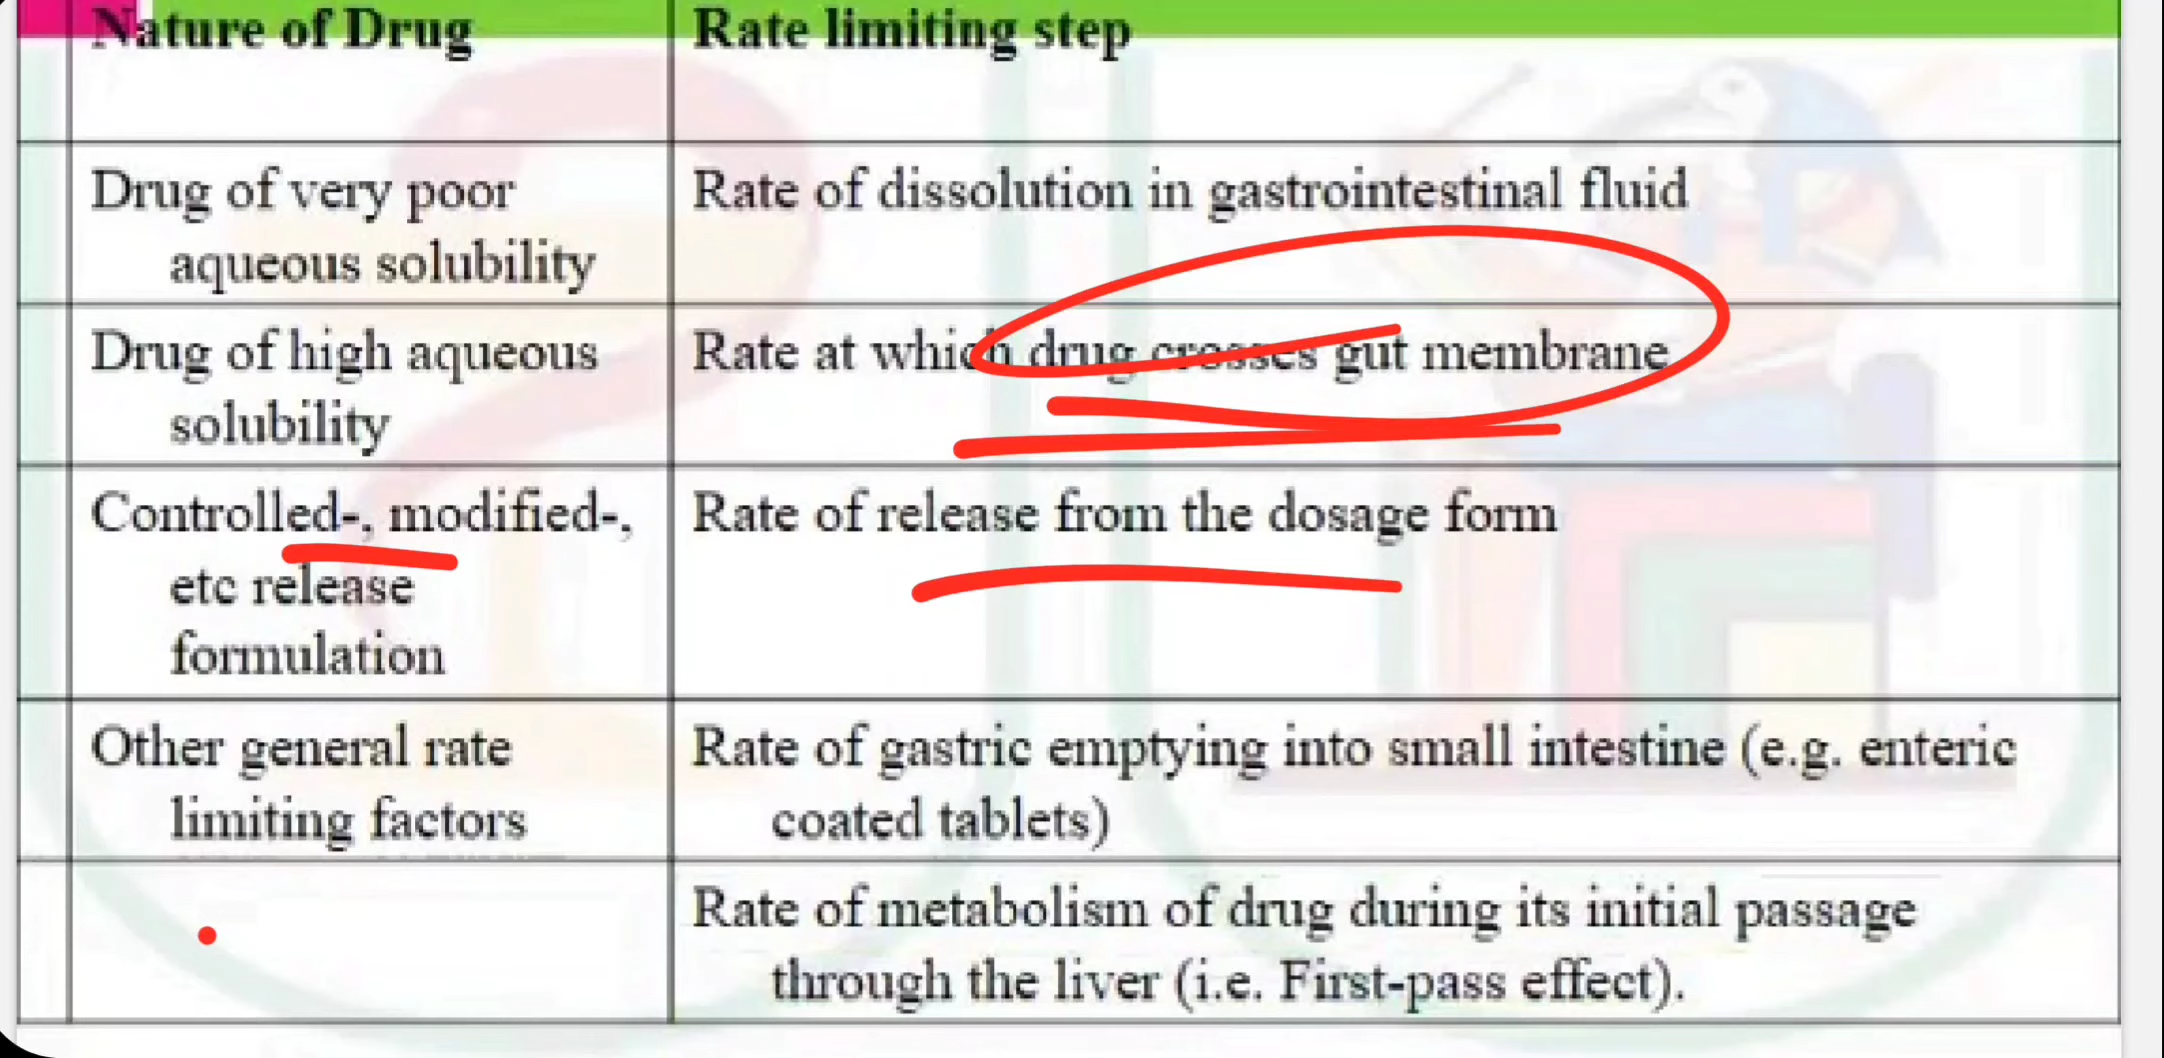 Nature of Drug
Rate limiting step
Drug of very poor
aqueous solubility
Rate of dissolution in gastrointestinal fluid
Drug of high aqueous
solubility
Rate at which drug crosses gut membrane
Controlled-, modified-,
etc release
formulation
Rate of release from the dosage form
Other general rate
limiting factors
Rate of gastric emptying into small intestine (e.g. enteric
coated tablets)
Rate of metabolism of drug during its initial passage
through the liver (i.e. First-pass effect).